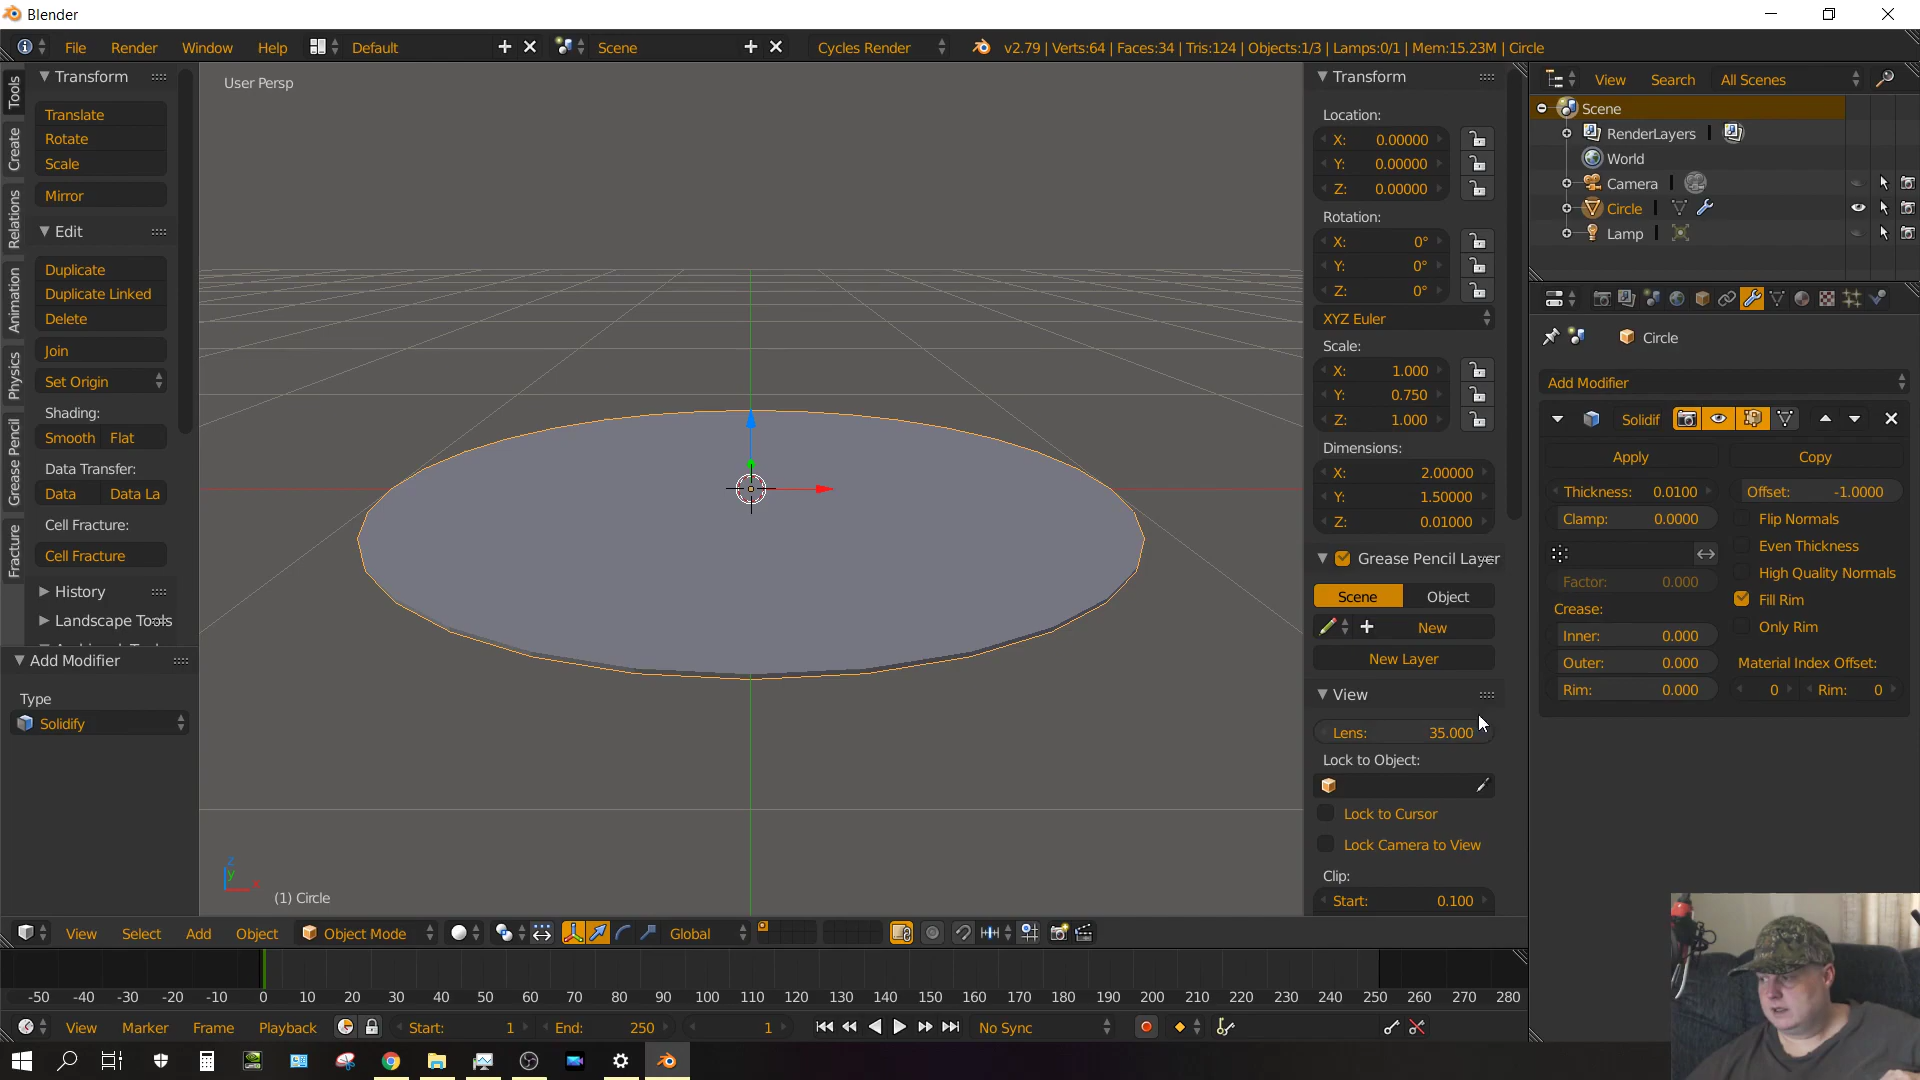 Blender
File Render Window Help Default Scene Cycles Render v2.79 | Verts:64 | Faces:34 | Tris:124 | Objects:1/3 | Lamps:0/1 | Mem:15.23M | Circle
Tools
Create
Relations
Animation
Physics
Grease Pencil
Fracture
Transform
Translate
Rotate
Scale
Mirror
Edit
Duplicate
Duplicate Linked
Delete
Join
Set Origin
Shading:
Smooth Flat
Data Transfer:
Data Data La
Cell Fracture:
Cell Fracture
History
Landscape Tools
Add Modifier
Type
Solidify
User Persp
(1) Circle
Transform
Location:
X: 0.00000
Y: 0.00000
Z: 0.00000
Rotation:
X: 0°
Y: 0°
Z: 0°
XYZ Euler
Scale:
X: 1.000
Y: 0.750
Z: 1.000
Dimensions:
X: 2.00000
Y: 1.50000
Z: 0.01000
Grease Pencil Layer
Scene Object
New
New Layer
View
Lens: 35.000
Lock to Object:
Lock to Cursor
Lock Camera to View
Clip:
Start: 0.100
View Search All Scenes
Scene
RenderLayers
World
Camera
Circle
Lamp
Circle
Add Modifier
Solidif
Apply Copy
Thickness: 0.0100 Offset: -1.0000
Clamp: 0.0000 Flip Normals
Even Thickness
Factor: 0.000 High Quality Normals
Crease: Fill Rim
Inner: 0.000 Only Rim
Outer: 0.000 Material Index Offset:
Rim: 0.000 0 Rim: 0
View Select Add Object Object Mode Global
-50 -40 -30 -20 -10 0 10 20 30 40 50 60 70 80 90 100 110 120 130 140 150 160 170 180 190 200 210 220 230 240 250 260 270 280
View Marker Frame Playback Start: 1 End: 250 1 No Sync